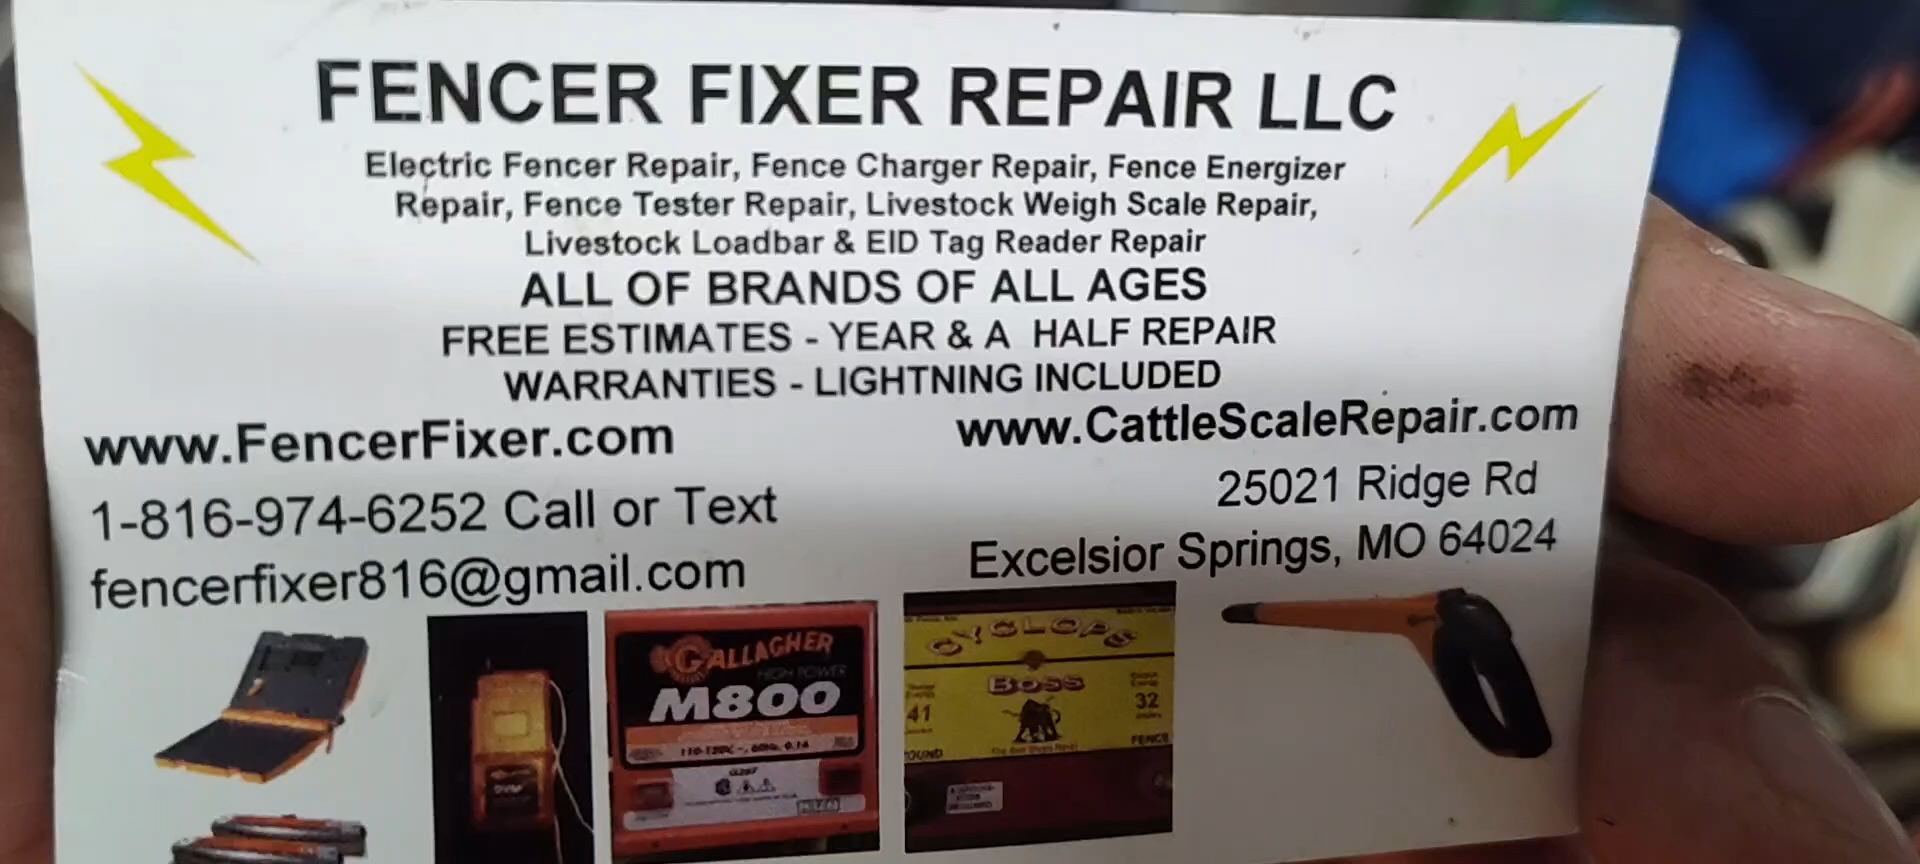 FENCER FIXER REPAIR LLC
Electric Fencer Repair, Fence Charger Repair, Fence Energizer
Repair, Fence Tester Repair, Livestock Weigh Scale Repair,
Livestock Loadbar & EID Tag Reader Repair
ALL OF BRANDS OF ALL AGES
FREE ESTIMATES - YEAR & A HALF REPAIR
WARRANTIES - LIGHTNING INCLUDED
www.FencerFixer.com
www.CattleScaleRepair.com
1-816-974-6252 Call or Text
25021 Ridge Rd
fencerfixer816@gmail.com
Excelsior Springs, MO 64024
GALLAGHER
HIGH POWER
M800
CYCLOPS
BOSS
41
32
FENCE